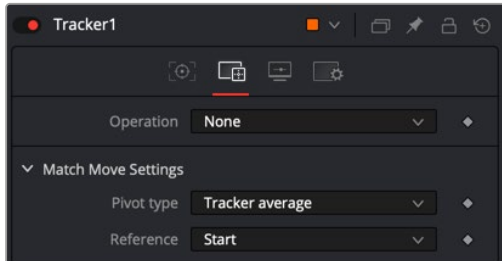 Tracker1
Operation None
Match Move Settings
Pivot type Tracker average
Reference Start